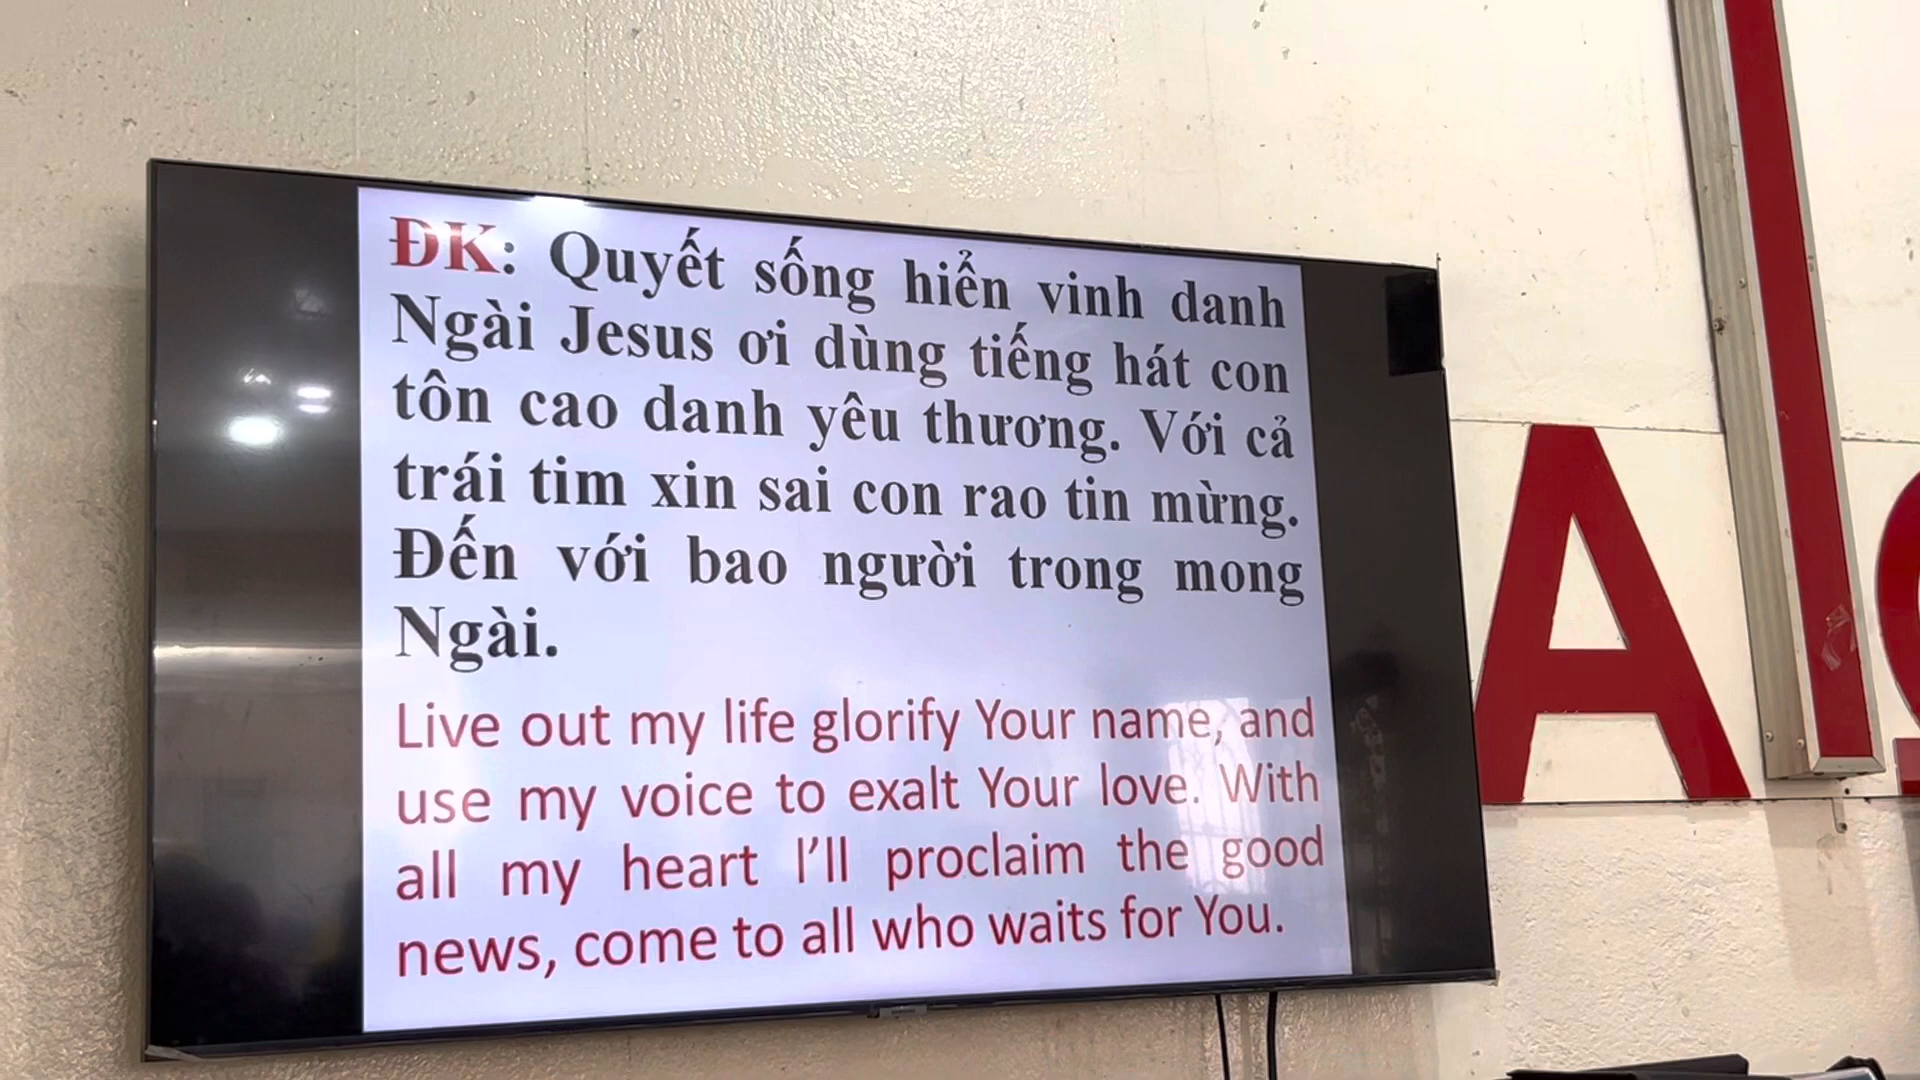 ĐK: Quyết sống hiển vinh danh
Ngài Jesus ơi dùng tiếng hát con
tôn cao danh yêu thương. Với cả
trái tim xin sai con rao tin mừng.
Đến với bao người trong mong
Ngài.
Live out my life glorify Your name, and
use my voice to exalt Your love. With
all my heart I'll proclaim the good
news, come to all who waits for You.
A